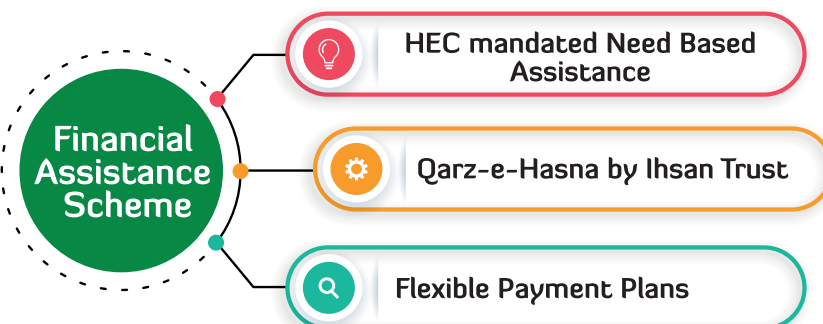 Financial
Assistance
Scheme
HEC mandated Need Based
Assistance
Qarz-e-Hasna by Ihsan Trust
Flexible Payment Plans